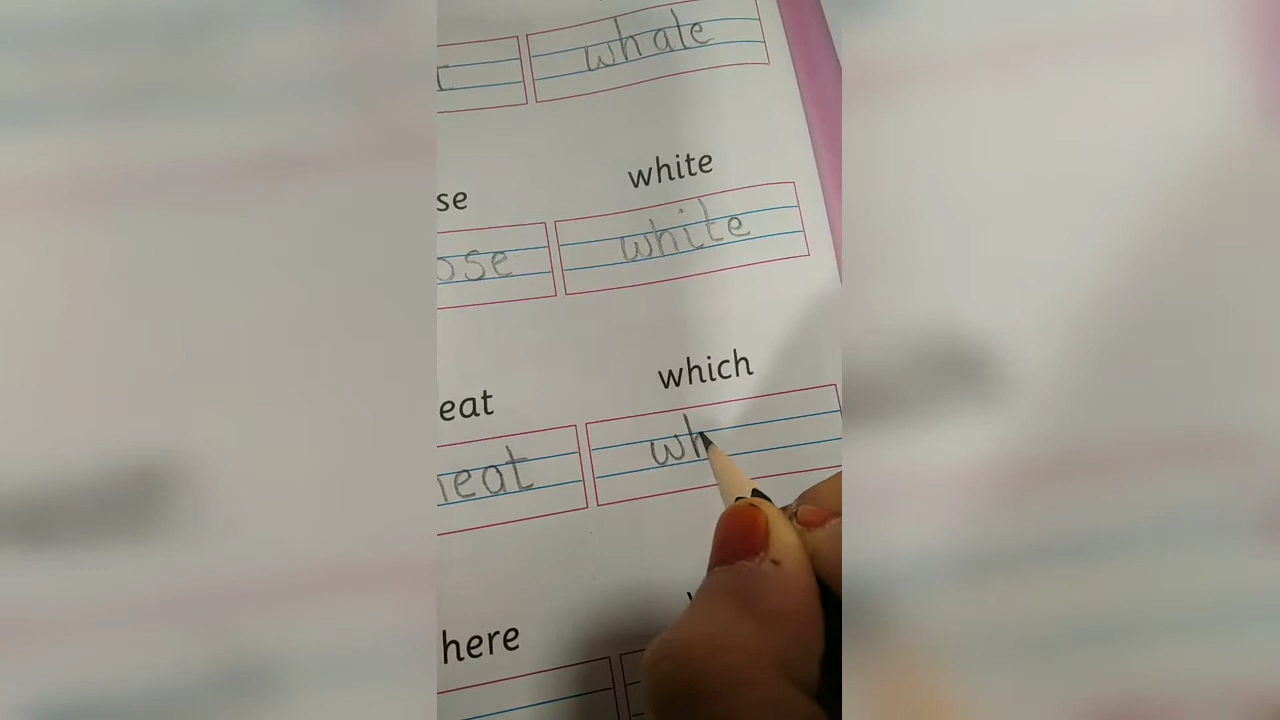 whale
se white
ose white
eat which
eat wh
here